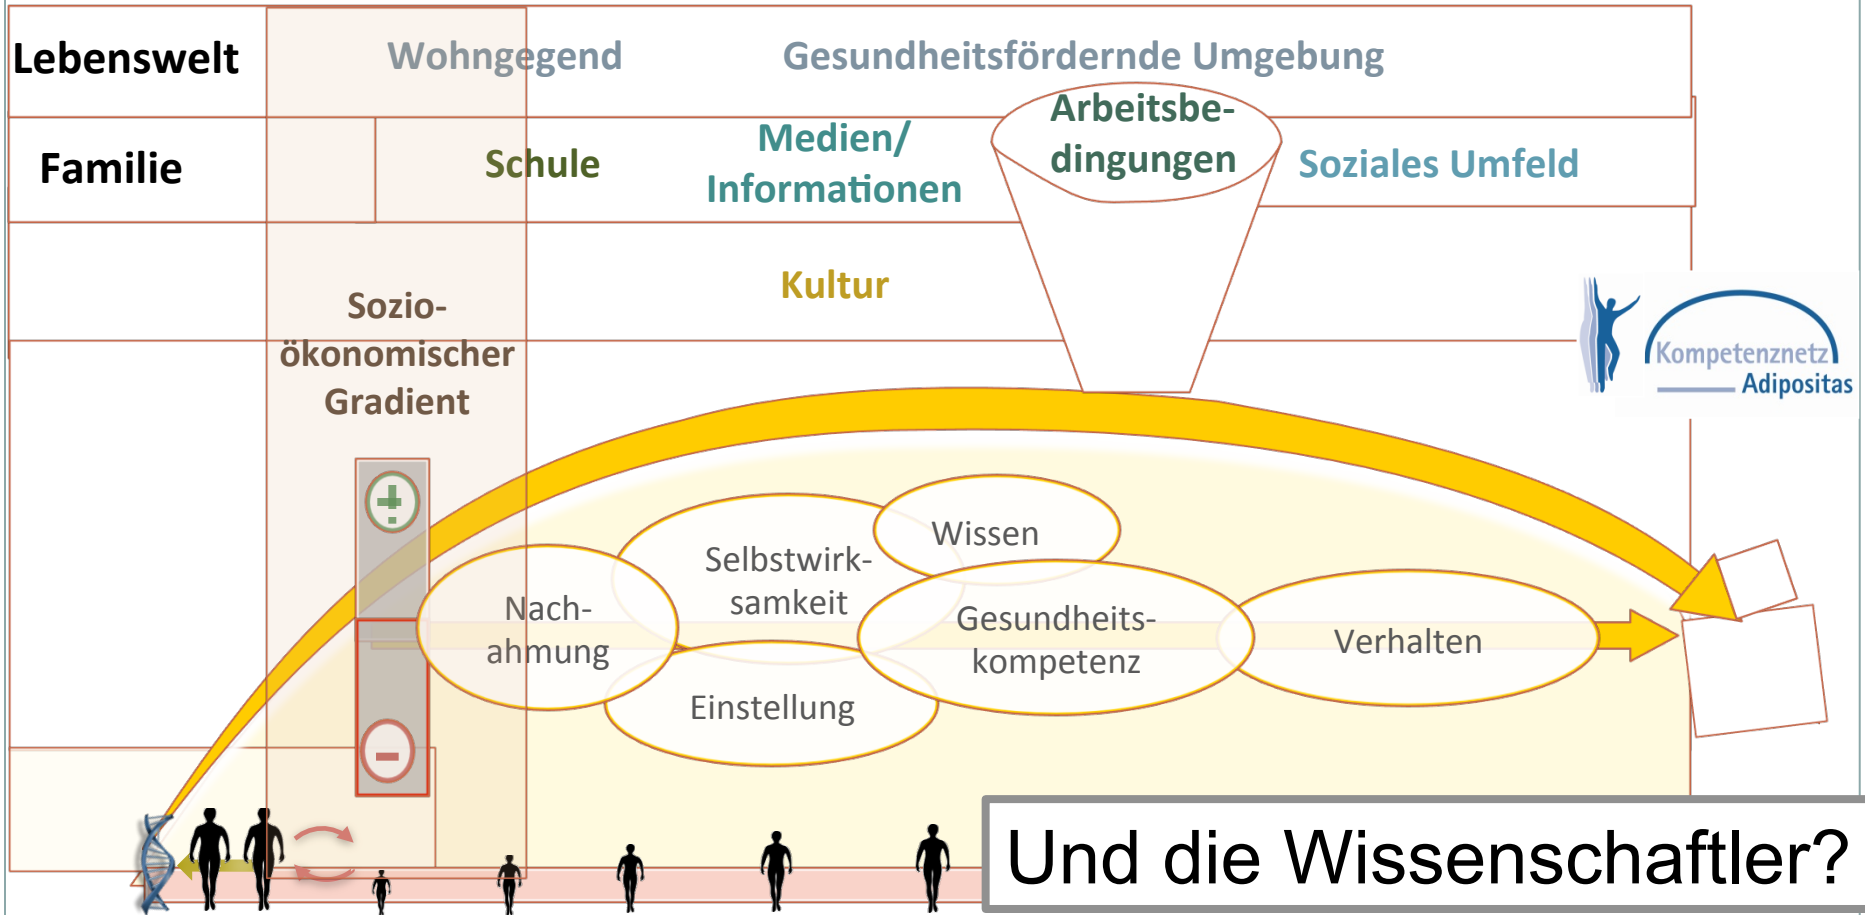 Lebenswelt
Wohngegend
Gesundheitsfördernde Umgebung
Familie
Schule
Medien/
Informationen
Arbeitsbe-
dingungen
Soziales Umfeld
Kultur
Sozio-
ökonomischer
Gradient
Kompetenznetz
Adipositas
Wissen
Selbstwirk-
samkeit
Nach-
ahmung
Gesundheits-
kompetenz
Verhalten
Einstellung
Und die Wissenschaftler?